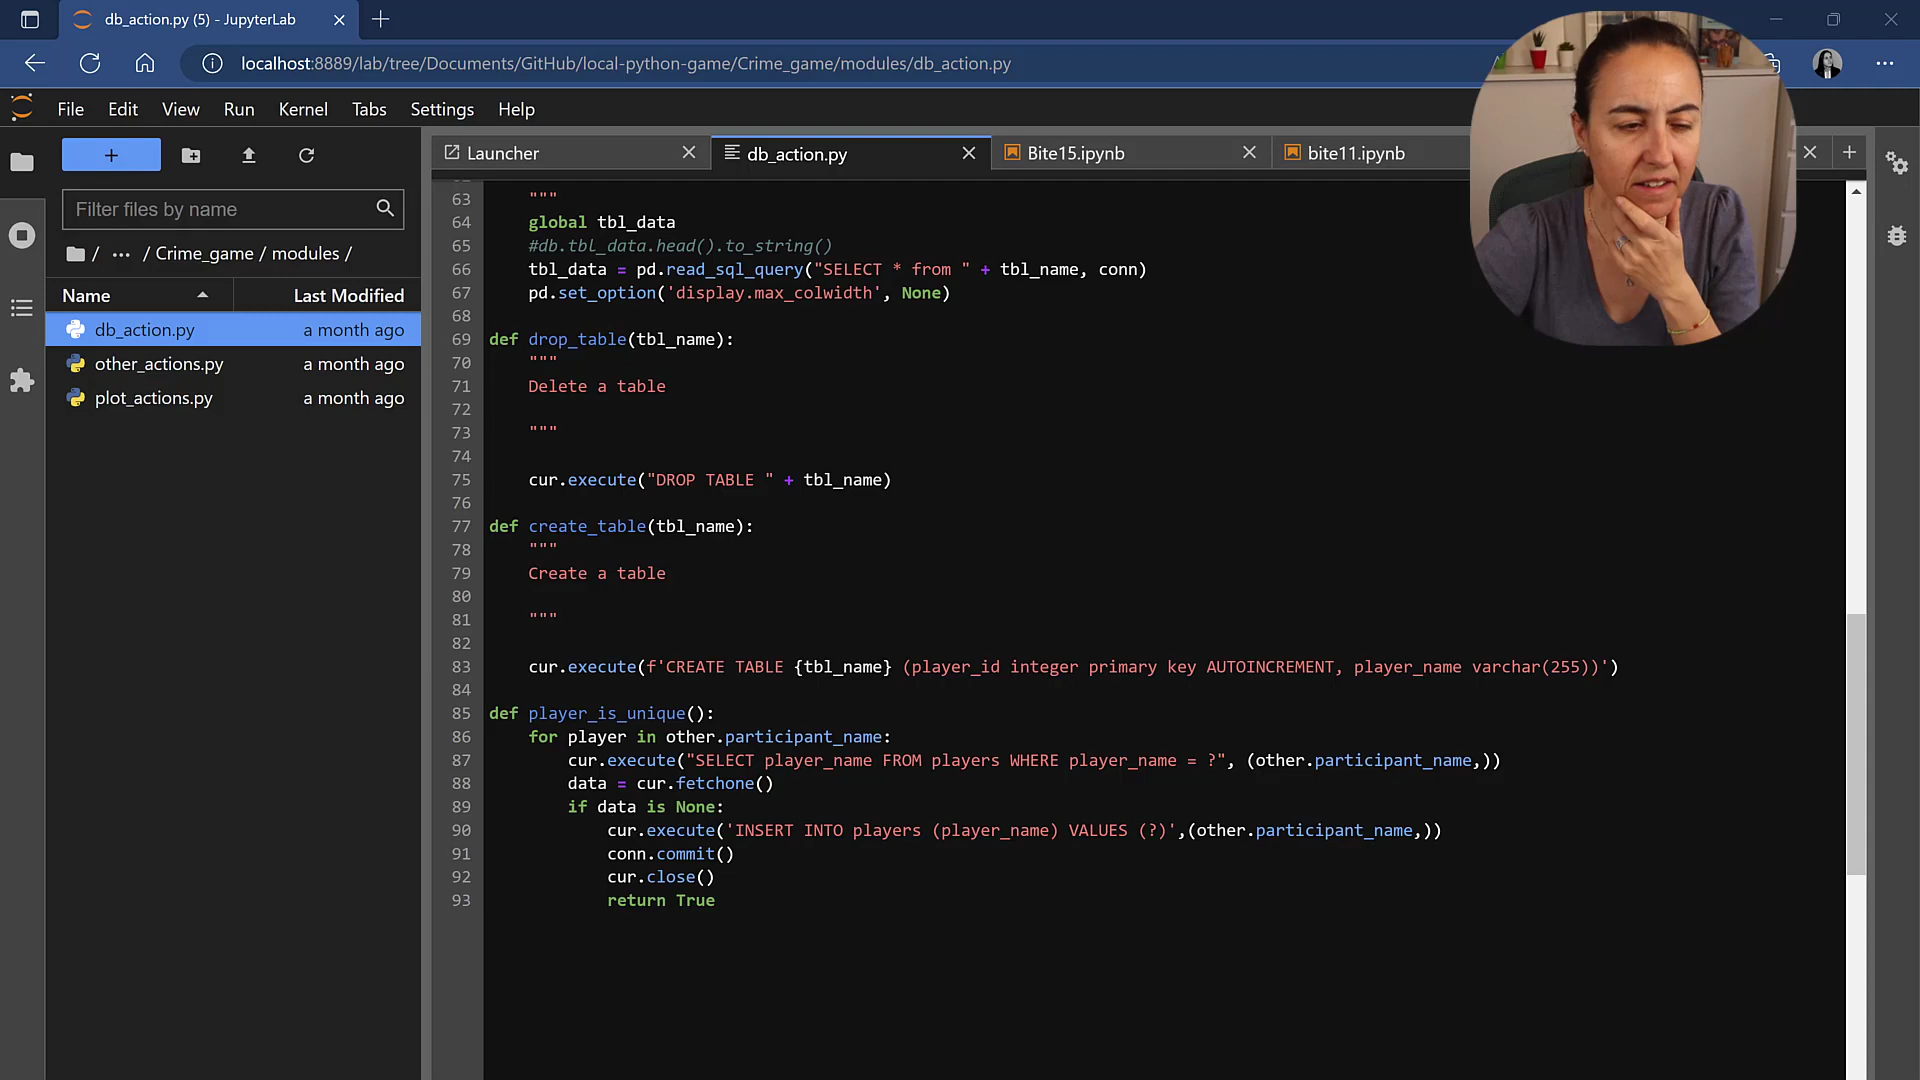 db_action.py (5) - JupyterLab
localhost:8889/lab/tree/Documents/GitHub/local-python-game/Crime_game/modules/db_action.py
File Edit View Run Kernel Tabs Settings Help
Launcher db_action.py Bite15.ipynb bite11.ipynb
Filter files by name
/ ... / Crime_game / modules /
Name Last Modified
db_action.py a month ago
other_actions.py a month ago
plot_actions.py a month ago
63 """
64 global tbl_data
65 #db.tbl_data.head().to_string()
66 tbl_data = pd.read_sql_query("SELECT * from " + tbl_name, conn)
67 pd.set_option('display.max_colwidth', None)
68
69 def drop_table(tbl_name):
70 """
71 Delete a table
72
73 """
74
75 cur.execute("DROP TABLE " + tbl_name)
76
77 def create_table(tbl_name):
78 """
79 Create a table
80
81 """
82
83 cur.execute(f'CREATE TABLE {tbl_name} (player_id integer primary key AUTOINCREMENT, player_name varchar(255))')
84
85 def player_is_unique():
86 for player in other.participant_name:
87 cur.execute("SELECT player_name FROM players WHERE player_name = ?", (other.participant_name,))
88 data = cur.fetchone()
89 if data is None:
90 cur.execute('INSERT INTO players (player_name) VALUES (?)',(other.participant_name,))
91 conn.commit()
92 cur.close()
93 return True